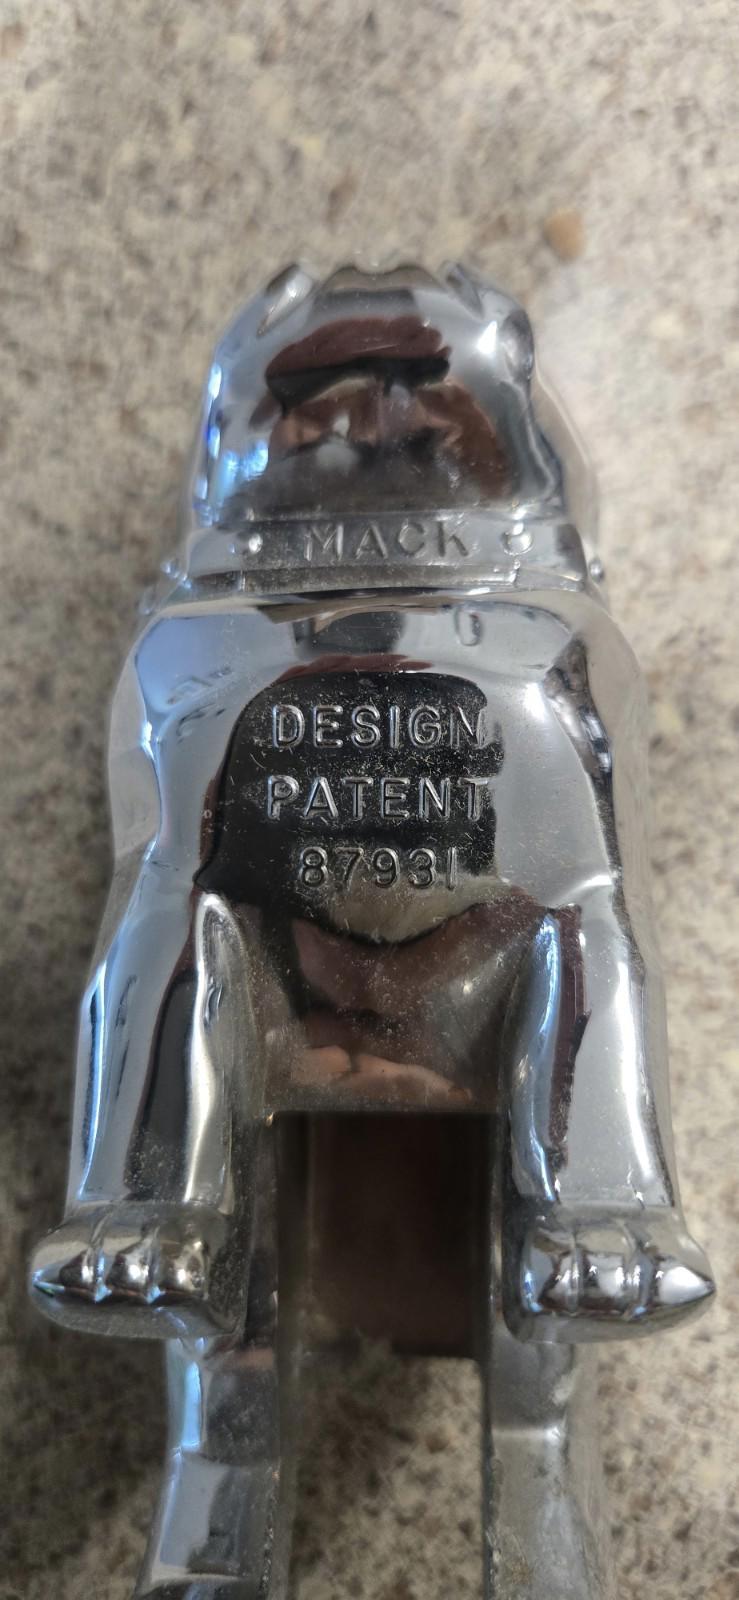 MACK
DESIGN
PATENT
87931